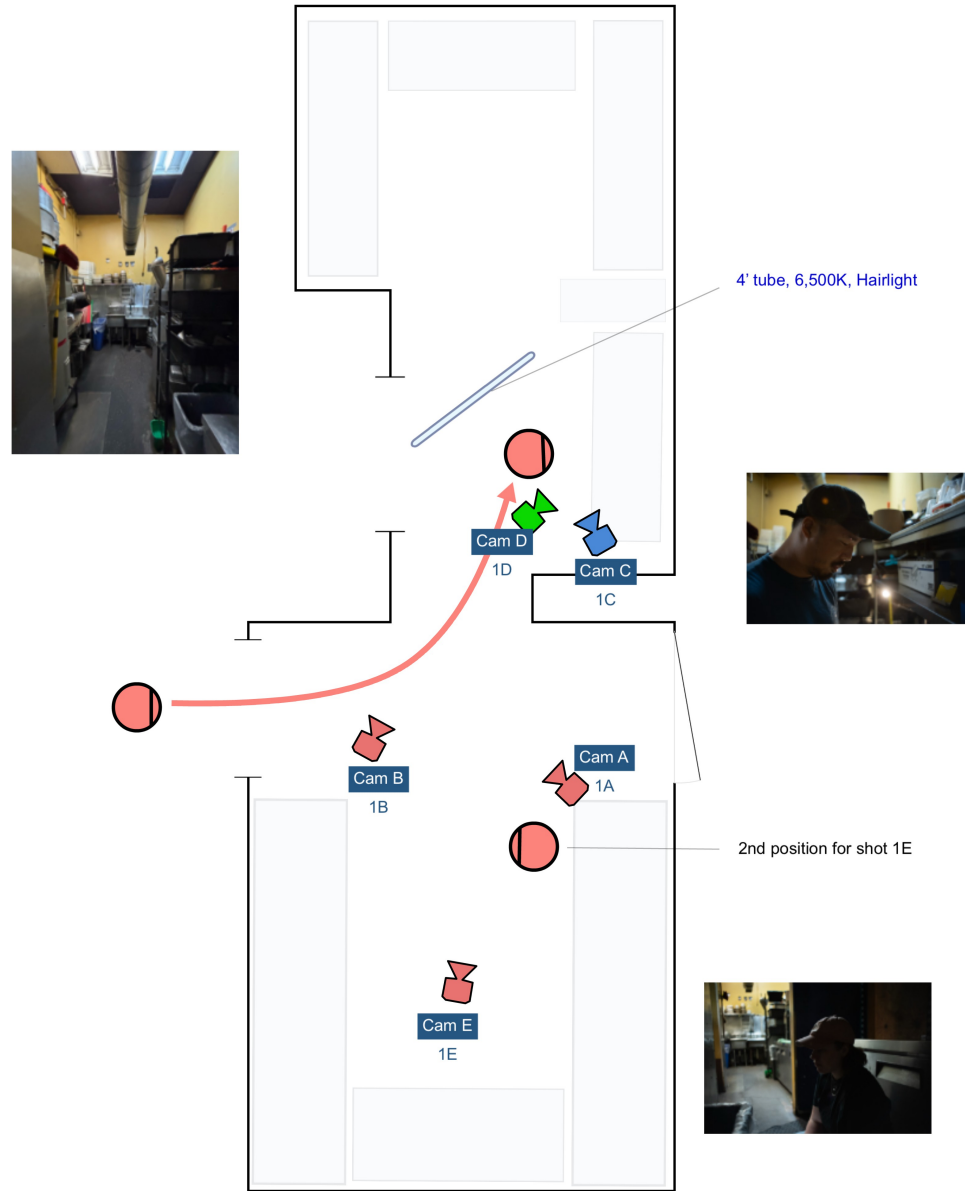 4’ tube, 6,500K, Hairlight
Cam D
1D
Cam C
1C
Cam A
1A
Cam B
1B
2nd position for shot 1E
Cam E
1E